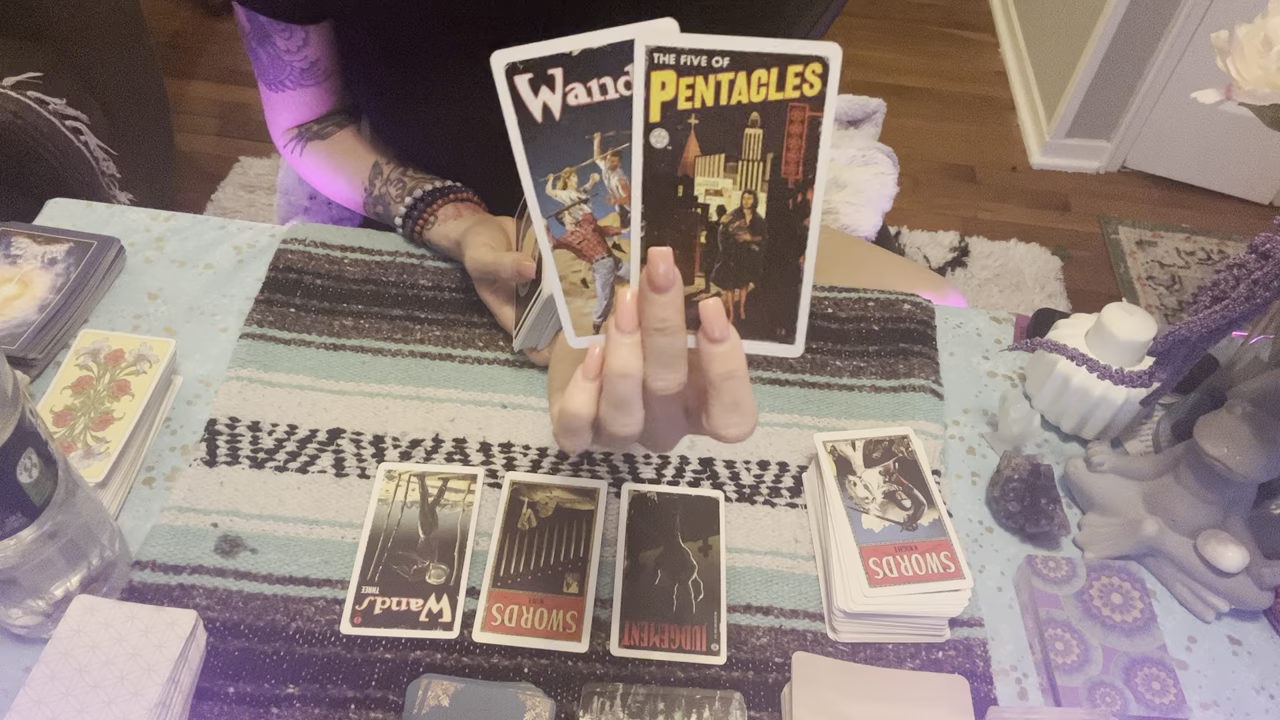 Wand
THE FIVE OF
PENTACLES
Wands
THREE
SWORDS
NINE
JUDGEMENT
SWORDS
KNIGHT